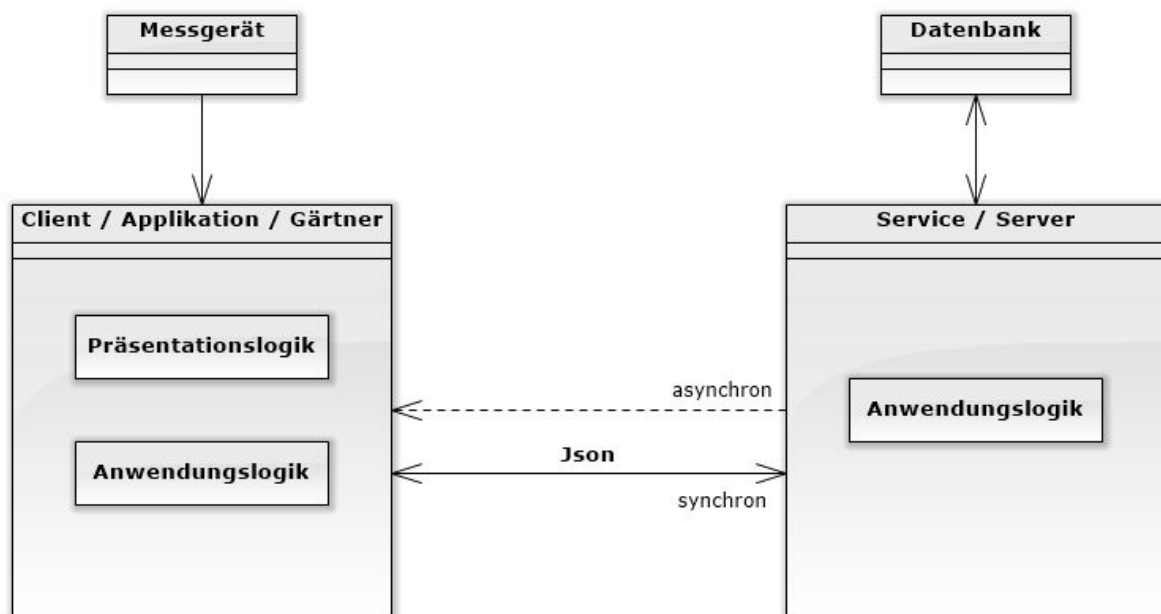 Messgerät
Datenbank
Client / Applikation / Gärtner
Service / Server
Präsentationslogik
asynchron
Anwendungslogik
Json
Anwendungslogik
synchron